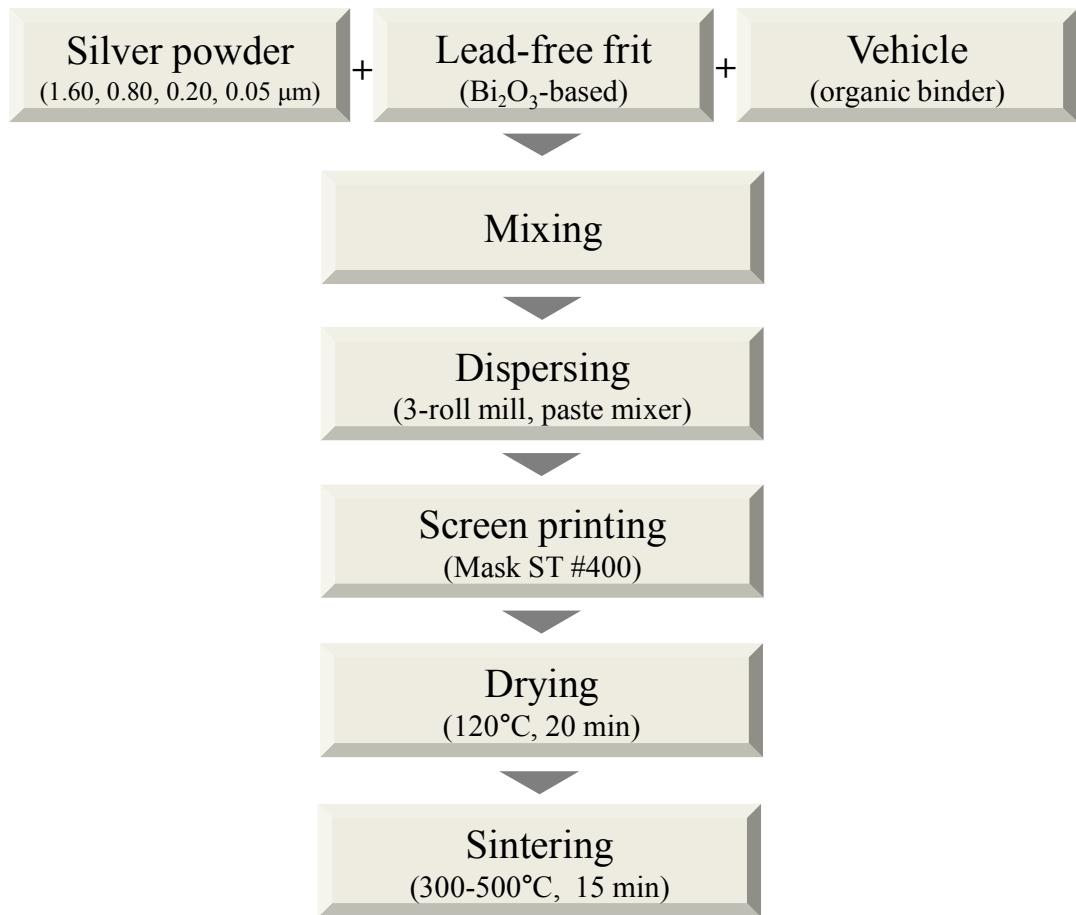 Silver powder + Lead-free frit + Vehicle
(1.60, 0.80, 0.20, 0.05 μm) (Bi₂O₃-based) (organic binder)
Mixing
Dispersing
(3-roll mill, paste mixer)
Screen printing
(Mask ST #400)
Drying
(120°C, 20 min)
Sintering
(300-500°C, 15 min)